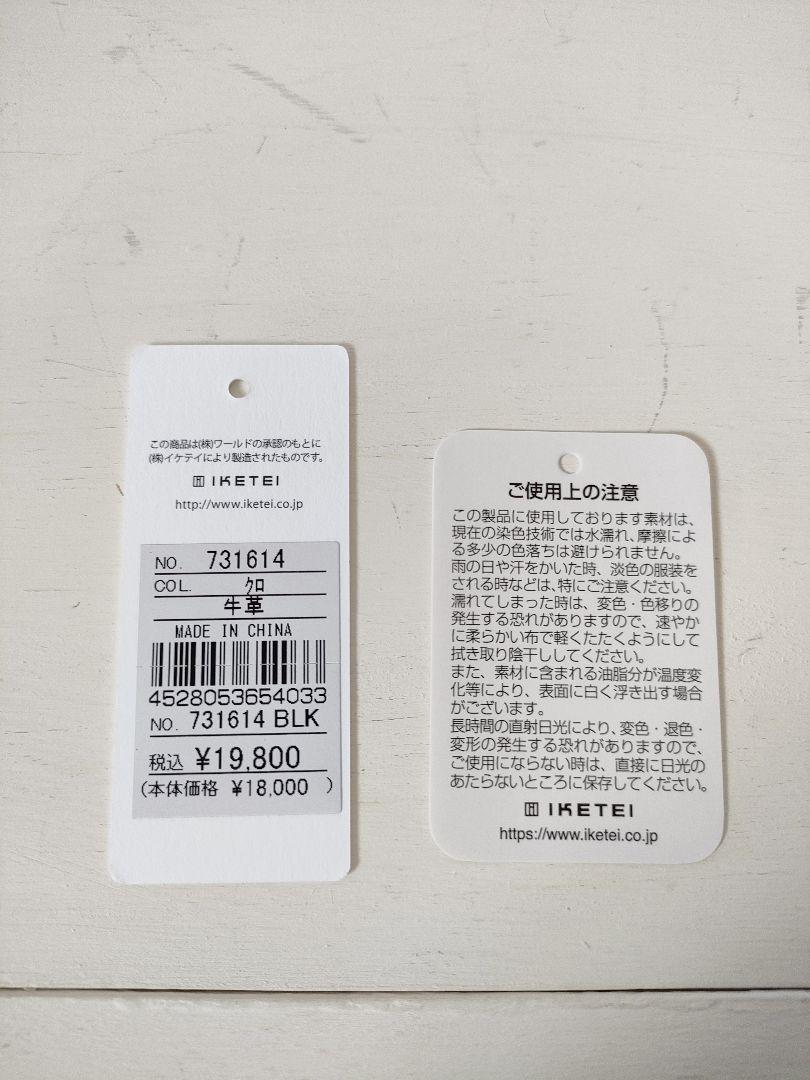 この商品は(株)ワールドの承認のもとに
(株)イケテイにより製造されたものです。
IKETEI
http://www.iketei.co.jp
NO. 731614
COL. ｸﾛ
牛革
MADE IN CHINA
4528053654033
NO. 731614 BLK
税込 ¥19,800
(本体価格 ¥18,000 )
ご使用上の注意
この製品に使用しております素材は、
現在の染色技術では水濡れ、摩擦によ
る多少の色落ちは避けられません。
雨の日や汗をかいた時、淡色の服装を
される時などは、特にご注意ください。
濡れてしまった時は、変色・色移りの
発生する恐れがありますので、速やか
に柔らかい布で軽くたたくようにして
拭き取り陰干ししてください。
また、素材に含まれる油脂分が温度変
化等により、表面に白く浮き出す場合
がございます。
長時間の直射日光により、変色・退色・
変形の発生する恐れがありますので、
ご使用にならない時は、直接に日光の
あたらないところに保存してください。
IKETEI
https://www.iketei.co.jp